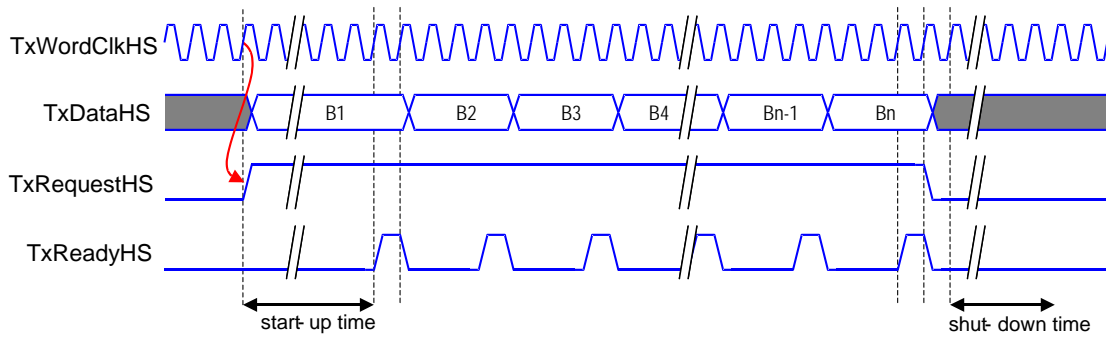 TxWordClkHS
TxDataHS B1 B2 B3 B4 Bn-1 Bn
TxRequestHS
TxReadyHS
start- up time shut- down time